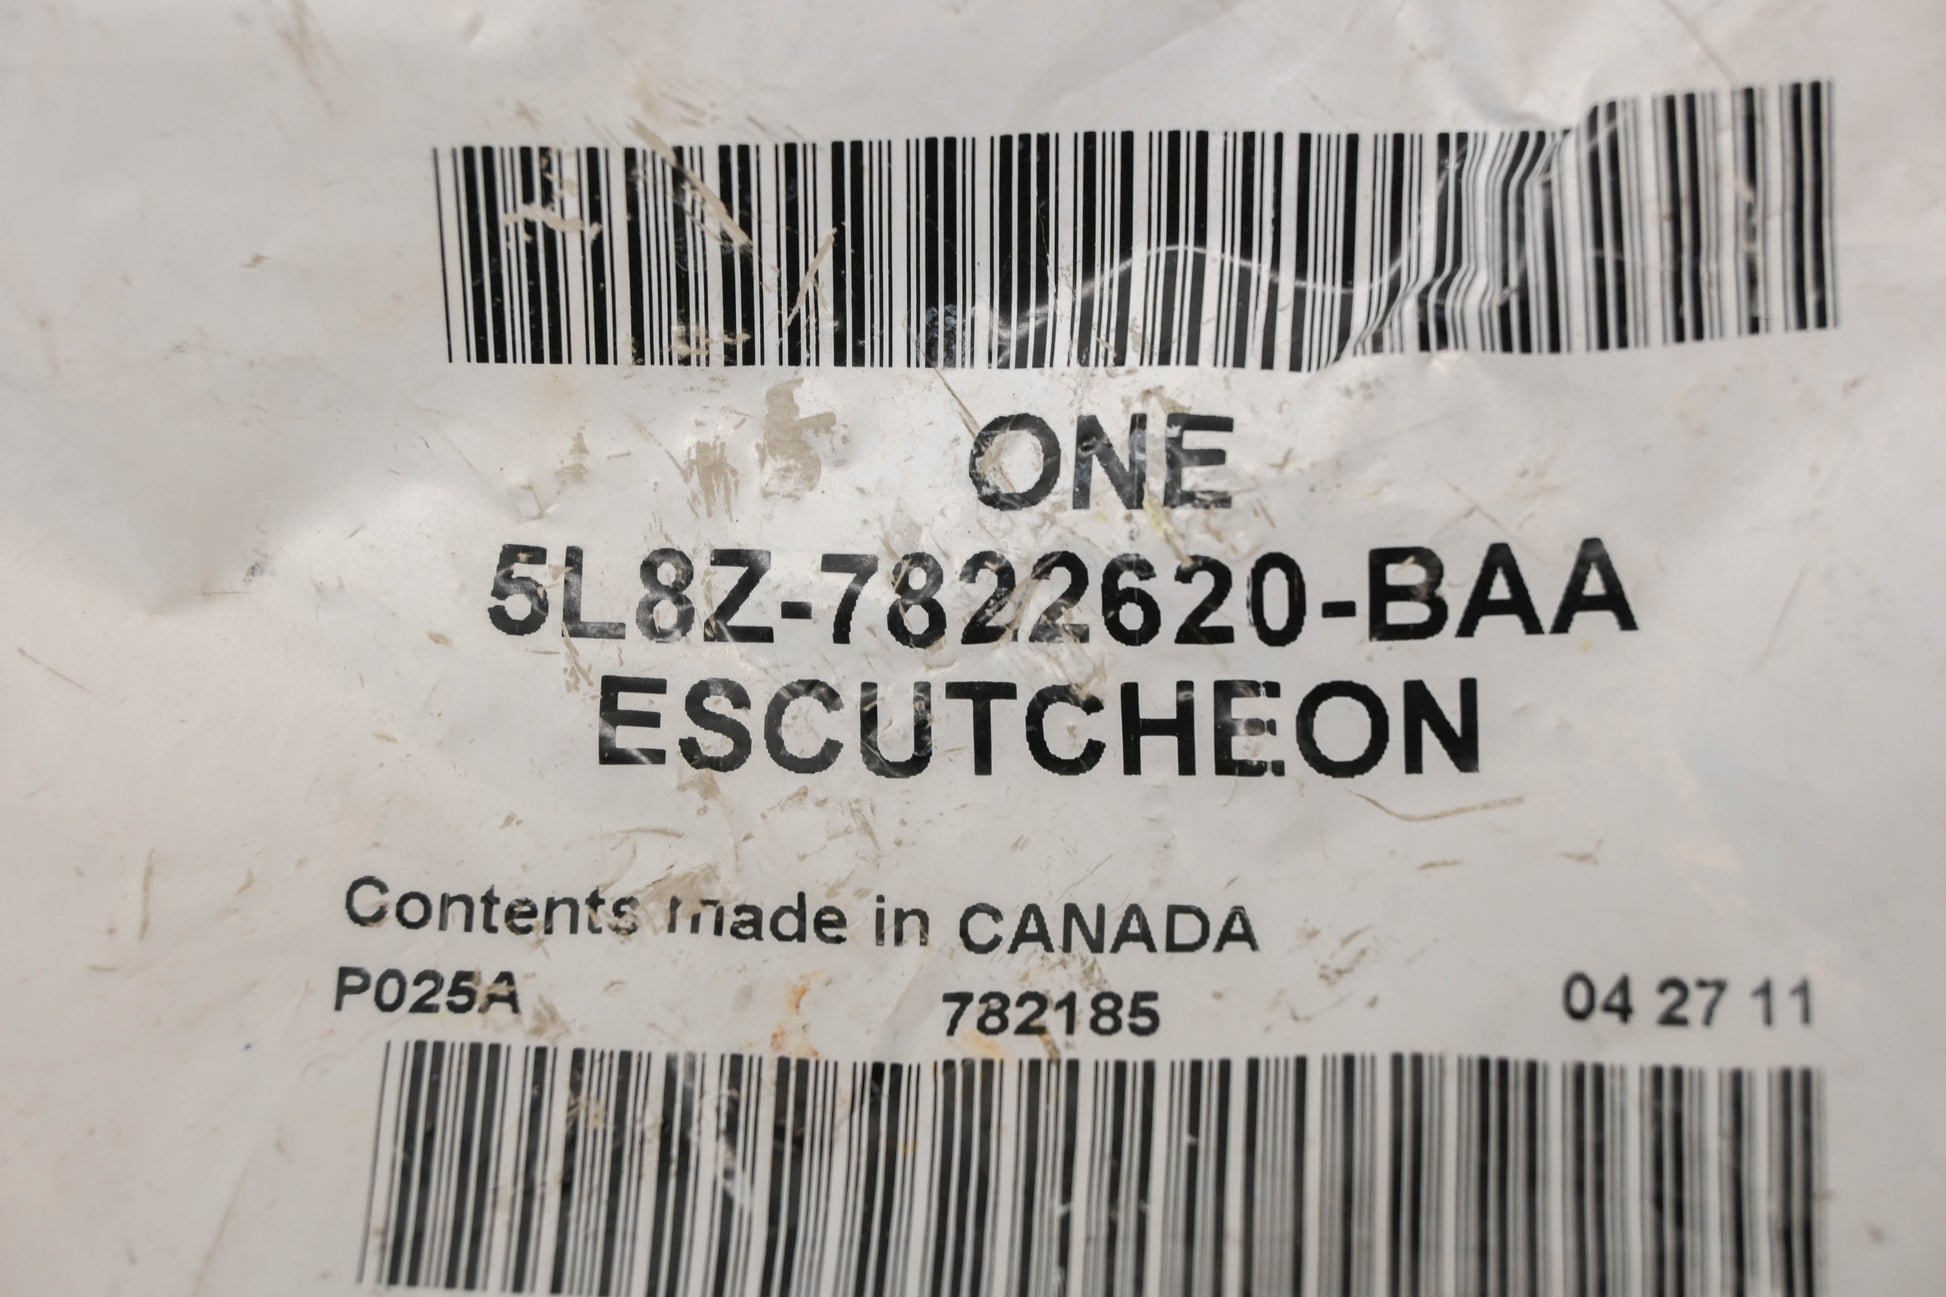 ONE
5L8Z-7822620-BAA
ESCUTCHEON
Contents made in CANADA
P025A 782185 04 27 11